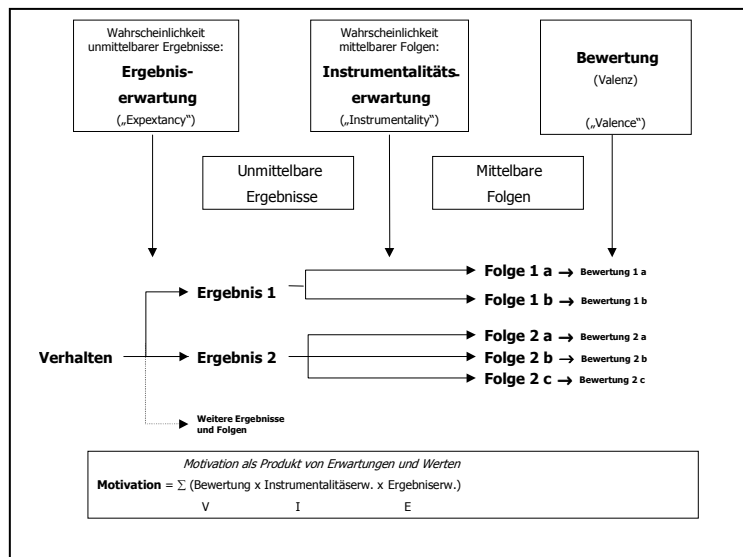 Wahrscheinlichkeit
unmittelbarer Ergebnisse:
Ergebnis-
erwartung
(„Expextancy“)
Wahrscheinlichkeit
mittelbarer Folgen:
Instrumentalitäts-
erwartung
(„Instrumentality“)
Bewertung
(Valenz)
(„Valence“)
Unmittelbare
Ergebnisse
Mittelbare
Folgen
Ergebnis 1
Folge 1 a → Bewertung 1 a
Folge 1 b → Bewertung 1 b
Verhalten
Ergebnis 2
Folge 2 a → Bewertung 2 a
Folge 2 b → Bewertung 2 b
Folge 2 c → Bewertung 2 c
Weitere Ergebnisse
und Folgen
Motivation als Produkt von Erwartungen und Werten
Motivation = Σ (Bewertung x Instrumentalitäserw. x Ergebniserw.)
V I E